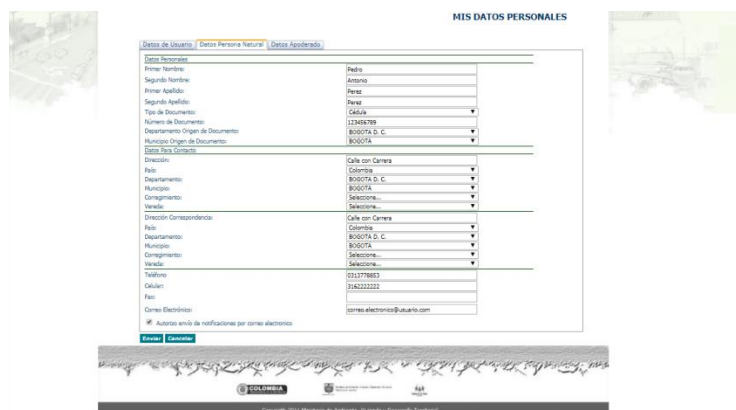 MIS DATOS PERSONALES
Datos de Usuario Datos Persona Natural Datos Apoderado
Datos Personales
Primer Nombre: Pedro
Segundo Nombre: Antonio
Primer Apellido: Perez
Segundo Apellido: Perez
Tipo de Documento: Cédula
Número de Documento: 123456789
Departamento Origen de Documento: BOGOTA D. C.
Municipio Origen de Documento: BOGOTA
Datos Para Contacto
Dirección: Calle con Carrera
País: Colombia
Departamento: BOGOTA D. C.
Municipio: BOGOTA
Corregimiento: Seleccione...
Vereda: Seleccione...
Dirección Correspondencia: Calle con Carrera
País: Colombia
Departamento: BOGOTA D. C.
Municipio: BOGOTA
Corregimiento: Seleccione...
Vereda: Seleccione...
Teléfono 0313778853
Celular: 3162222222
Fax:
Correo Electrónico: correo.electronico@usuario.com
Autorizo envío de notificaciones por correo electronico
Enviar Cancelar
COLOMBIA